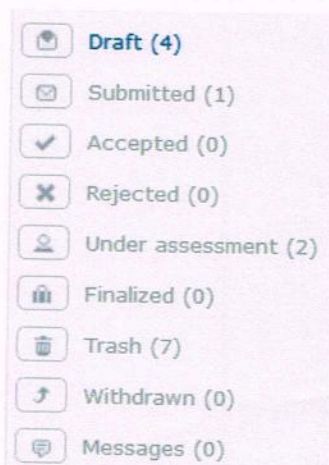 Draft (4)
Submitted (1)
Accepted (0)
Rejected (0)
Under assessment (2)
Finalized (0)
Trash (7)
Withdrawn (0)
Messages (0)